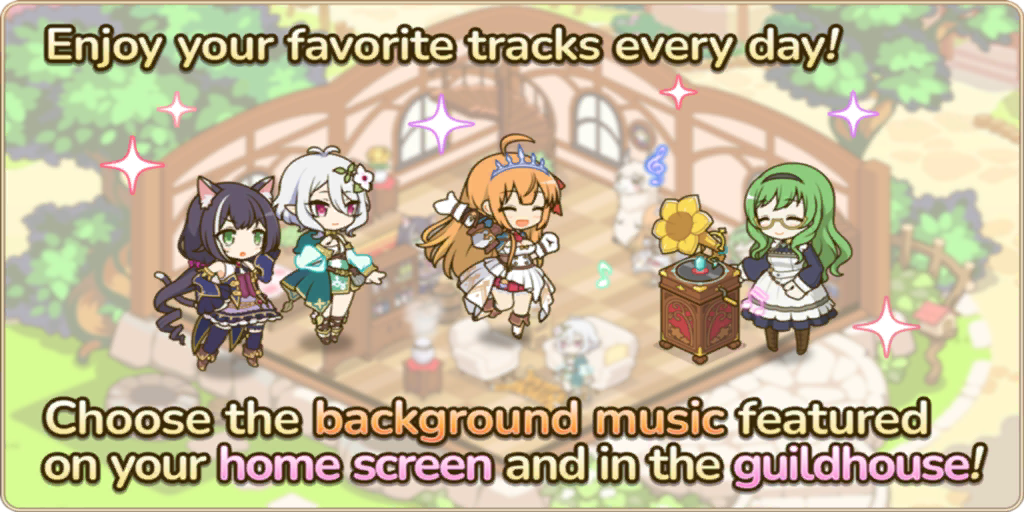 Enjoy your favorite tracks every day!
Choose the background music featured
on your home screen and in the guildhouse!